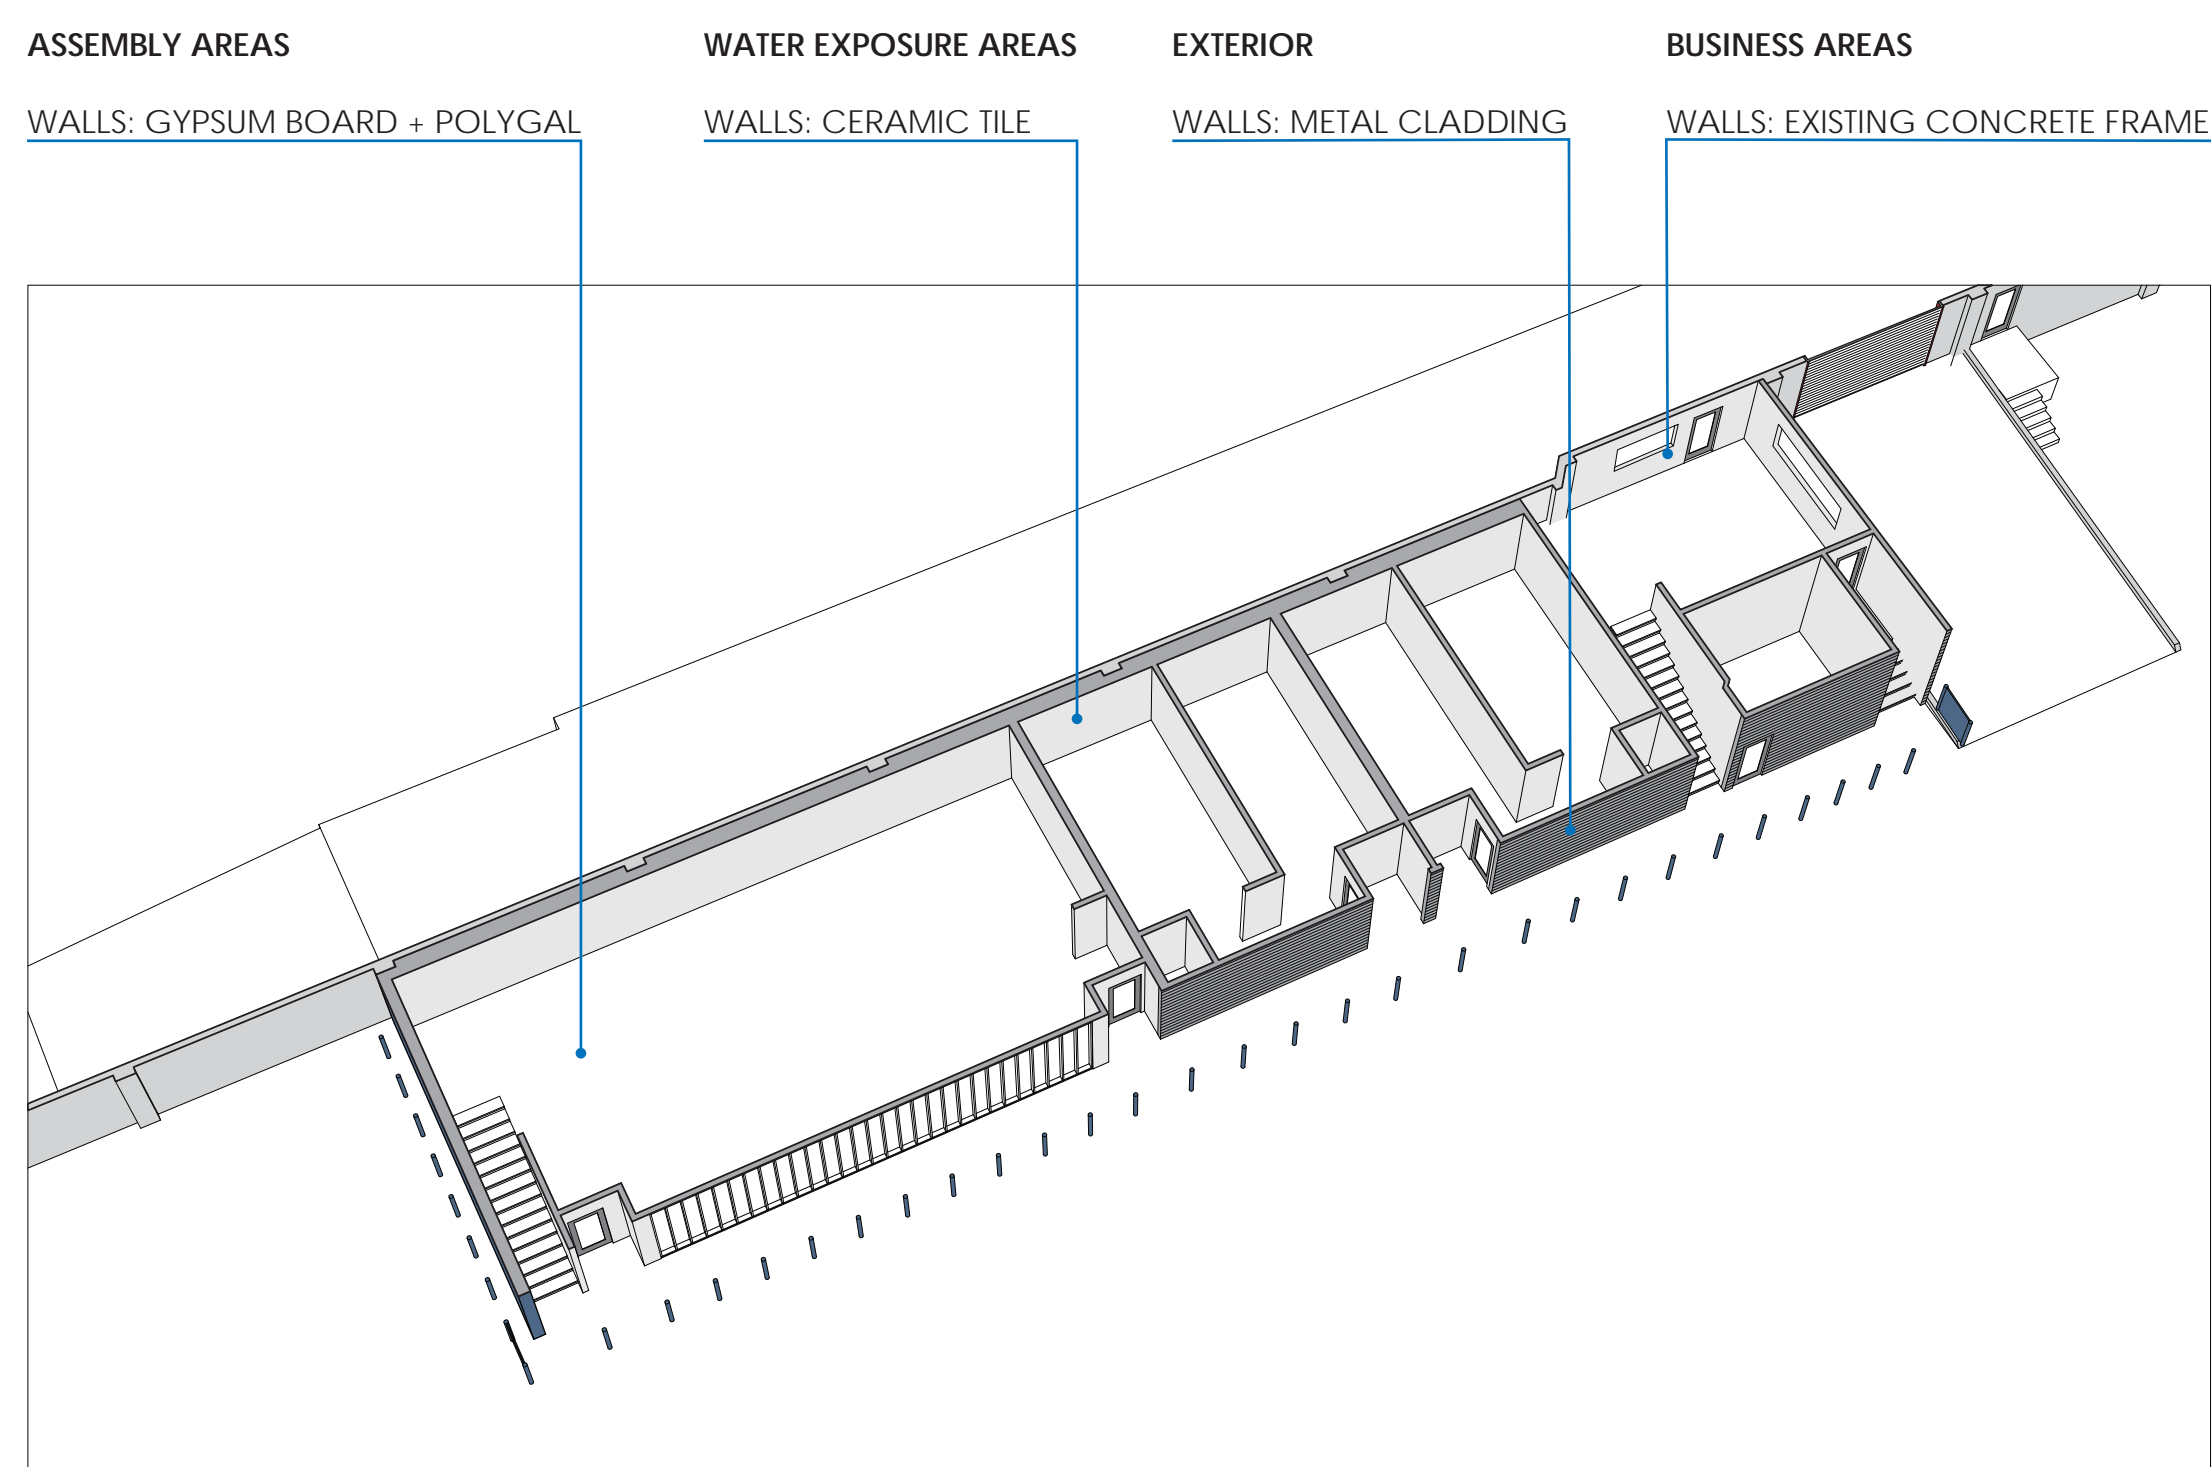 ASSEMBLY AREAS
WALLS: GYPSUM BOARD + POLYGAL
WATER EXPOSURE AREAS
WALLS: CERAMIC TILE
EXTERIOR
WALLS: METAL CLADDING
BUSINESS AREAS
WALLS: EXISTING CONCRETE FRAME